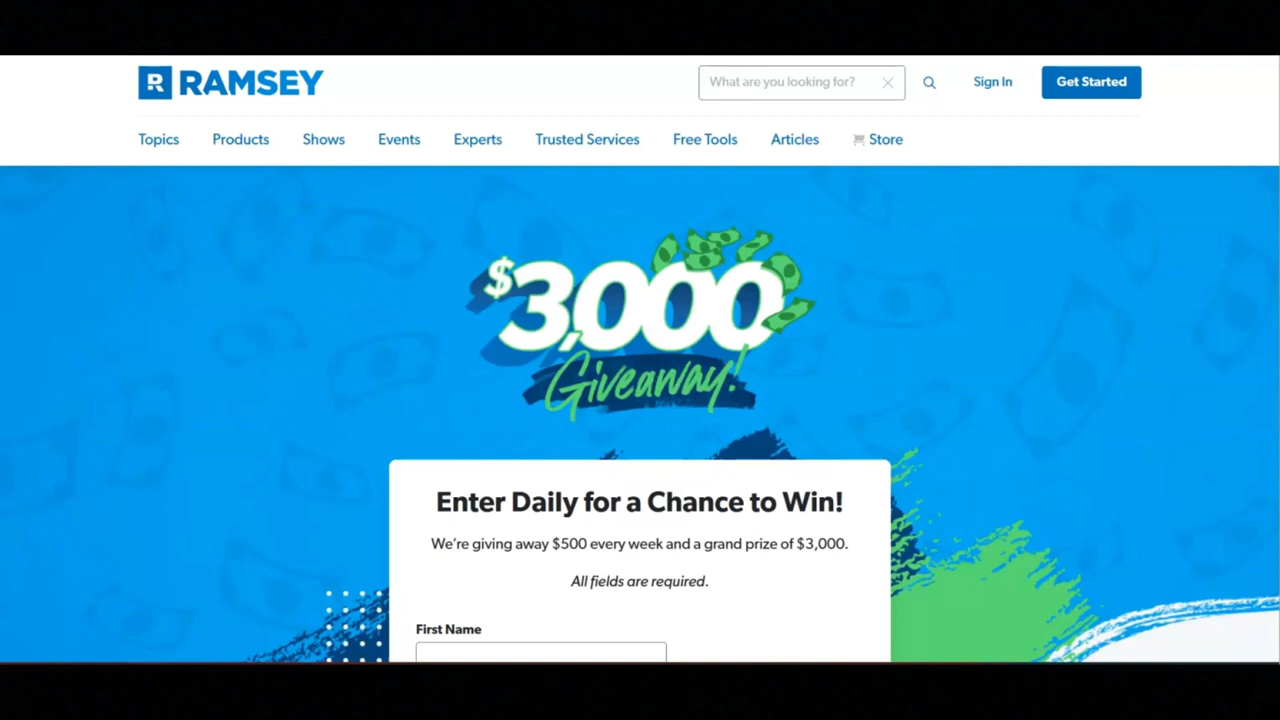 RAMSEY
What are you looking for?
Sign In
Get Started
Topics
Products
Shows
Events
Experts
Trusted Services
Free Tools
Articles
Store
$3,000
Giveaway!
Enter Daily for a Chance to Win!
We're giving away $500 every week and a grand prize of $3,000.
All fields are required.
First Name